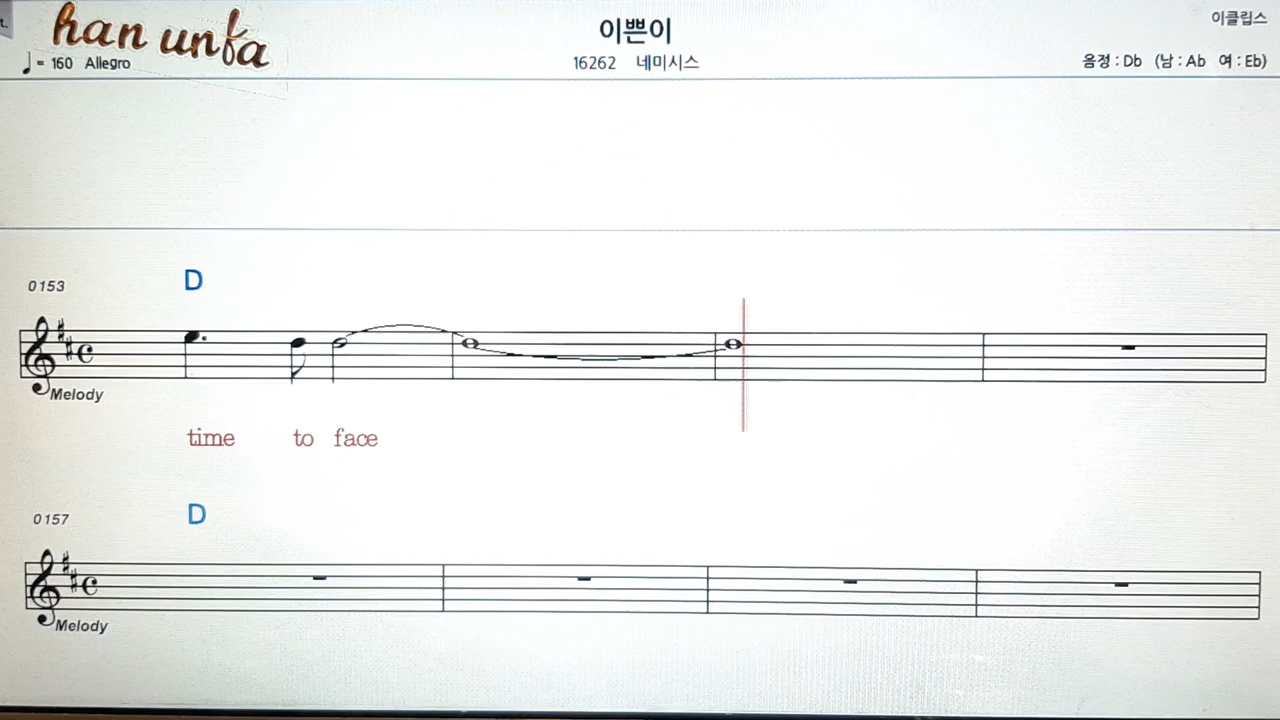 t.
han unfa
이쁜이
이클립스
♩= 160 Allegro
16262 네미시스
음정 : Db (남 : Ab 여 : Eb)
0153
D
Melody
time to face
0157
D
Melody